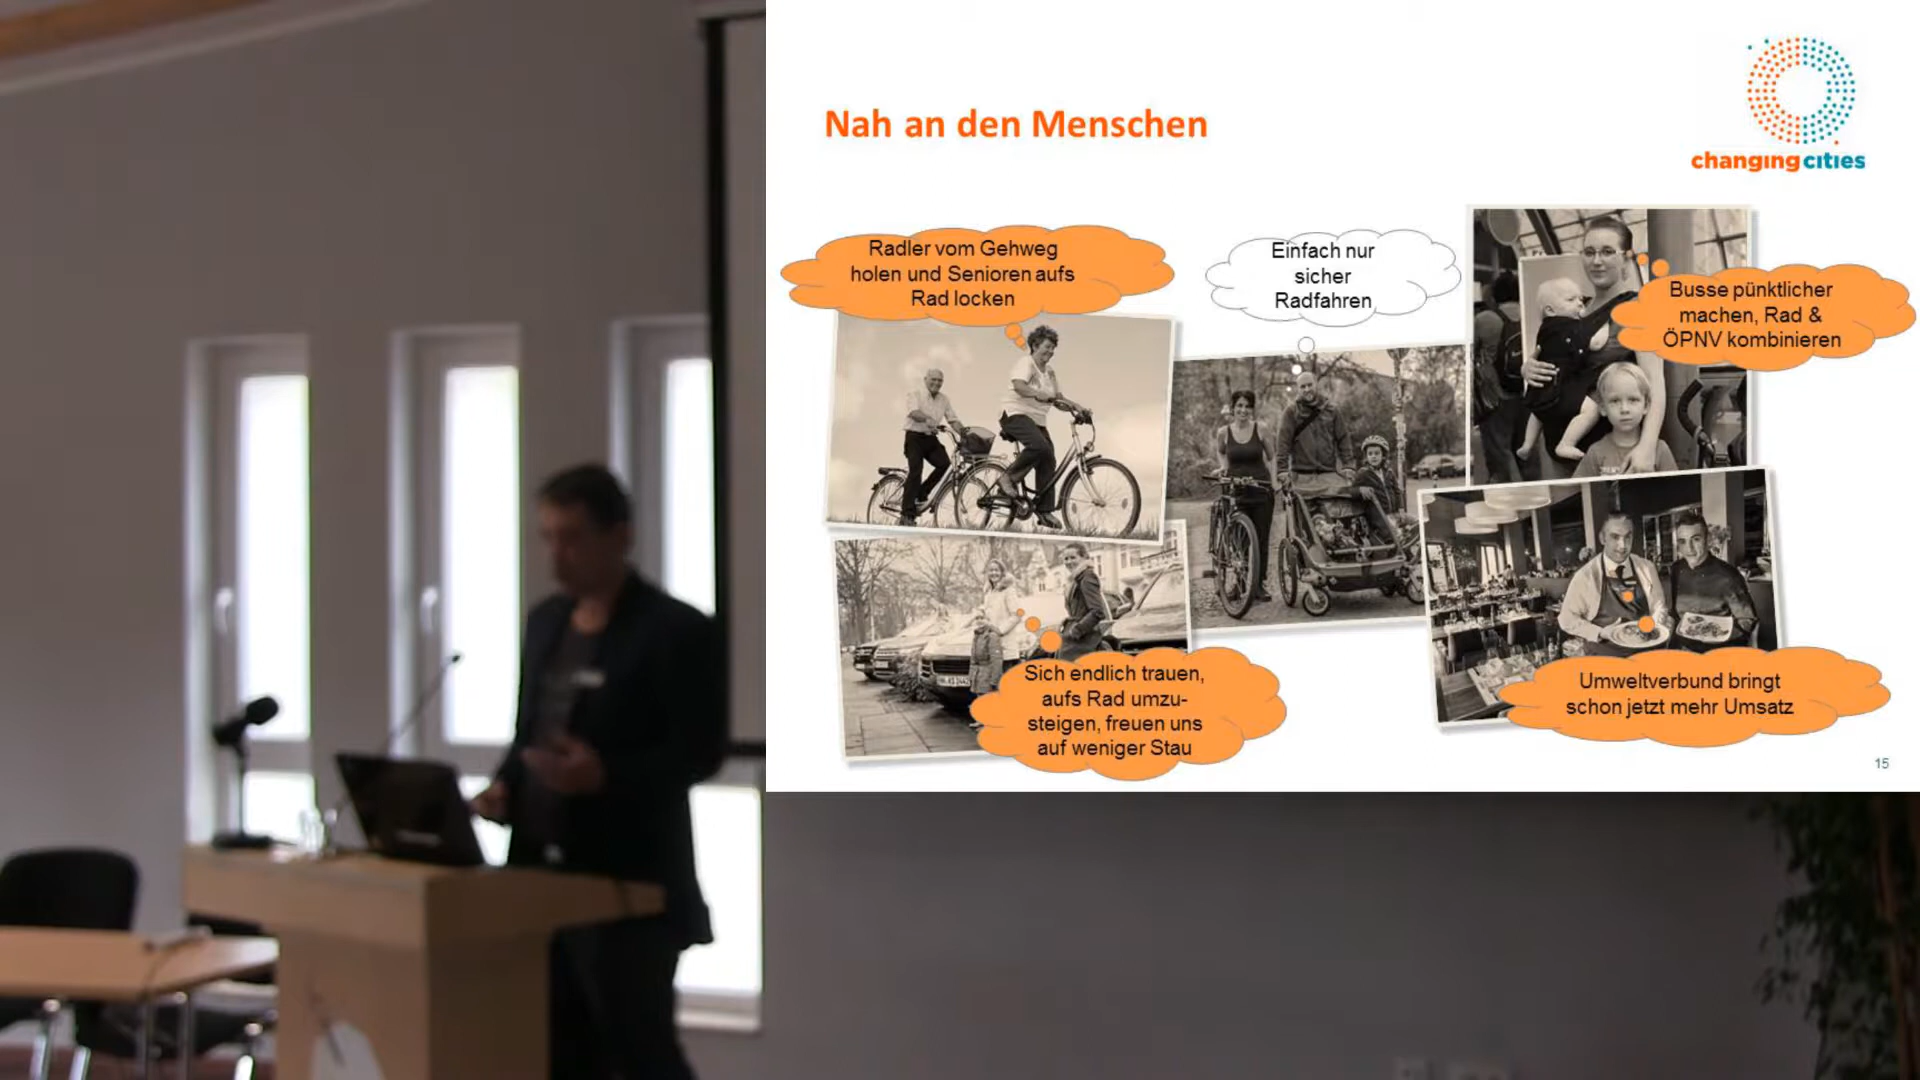 Nah an den Menschen
changing cities
Radler vom Gehweg
holen und Senioren aufs
Rad locken
Einfach nur
sicher
Radfahren
Busse pünktlicher
machen, Rad &
ÖPNV kombinieren
Sich endlich trauen,
aufs Rad umzu-
steigen, freuen uns
auf weniger Stau
Umweltverbund bringt
schon jetzt mehr Umsatz
15